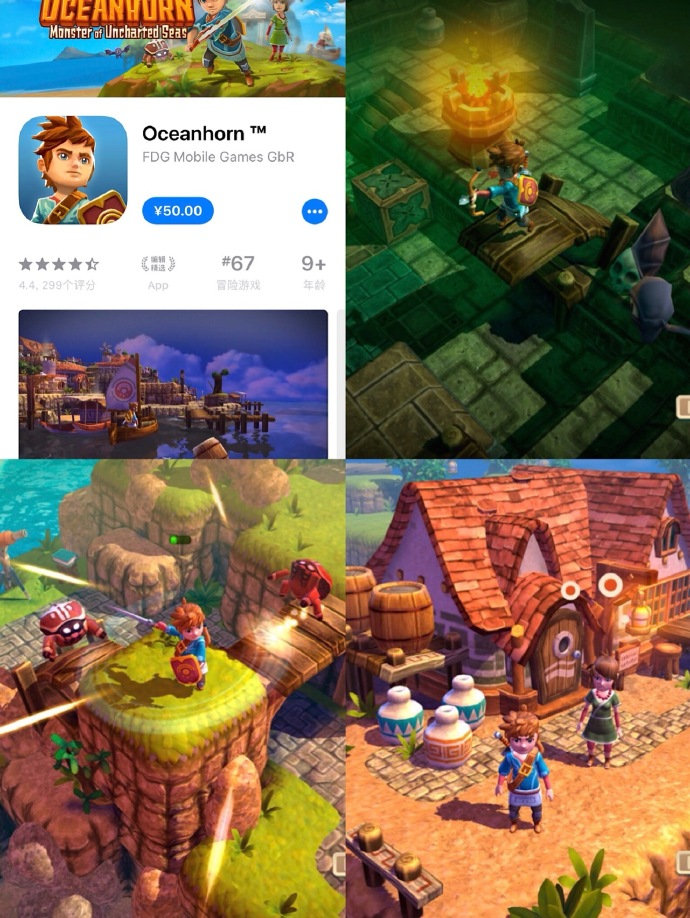 OCEANHORN
Monster of Uncharted Seas
Oceanhorn ™
FDG Mobile Games GbR
¥50.00
编辑
精选
#67
9+
4.4, 299个评分
App
冒险游戏
年龄